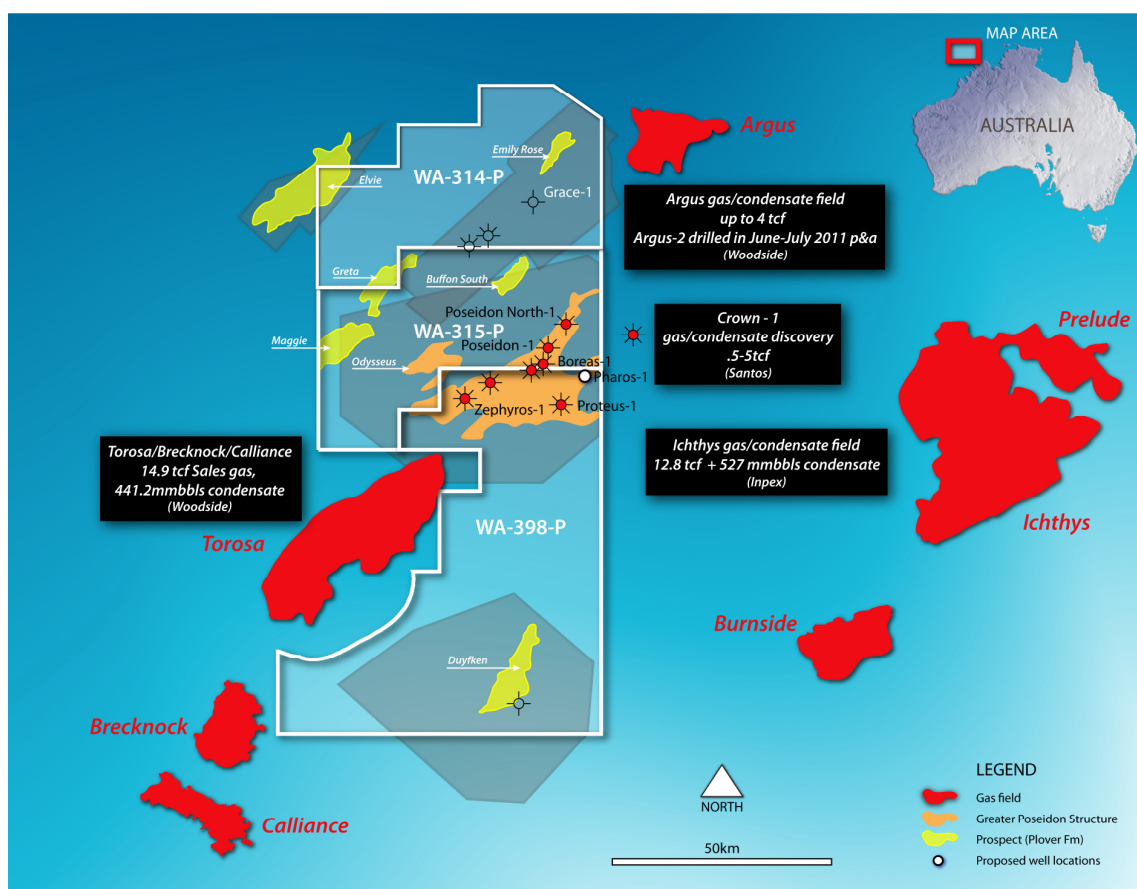 MAP AREA
AUSTRALIA
Argus
Emily Rose
Elvie
WA-314-P
Grace-1
Argus gas/condensate field
up to 4 tcf
Argus-2 drilled in June-July 2011 p&a
(Woodside)
Greta
Buffon South
Poseidon North-1
WA-315-P
Maggie
Poseidon -1
Odysseus
Boreas-1
Pharos-1
Zephyros-1
Proteus-1
Crown - 1
gas/condensate discovery
.5-5tcf
(Santos)
Prelude
Torosa/Brecknock/Calliance
14.9 tcf Sales gas,
441.2mmbbls condensate
(Woodside)
Ichthys gas/condensate field
12.8 tcf + 527 mmbbls condensate
(Inpex)
Ichthys
WA-398-P
Torosa
Burnside
Duyfken
Brecknock
Calliance
NORTH
50km
LEGEND
Gas field
Greater Poseidon Structure
Prospect (Plover Fm)
Proposed well locations